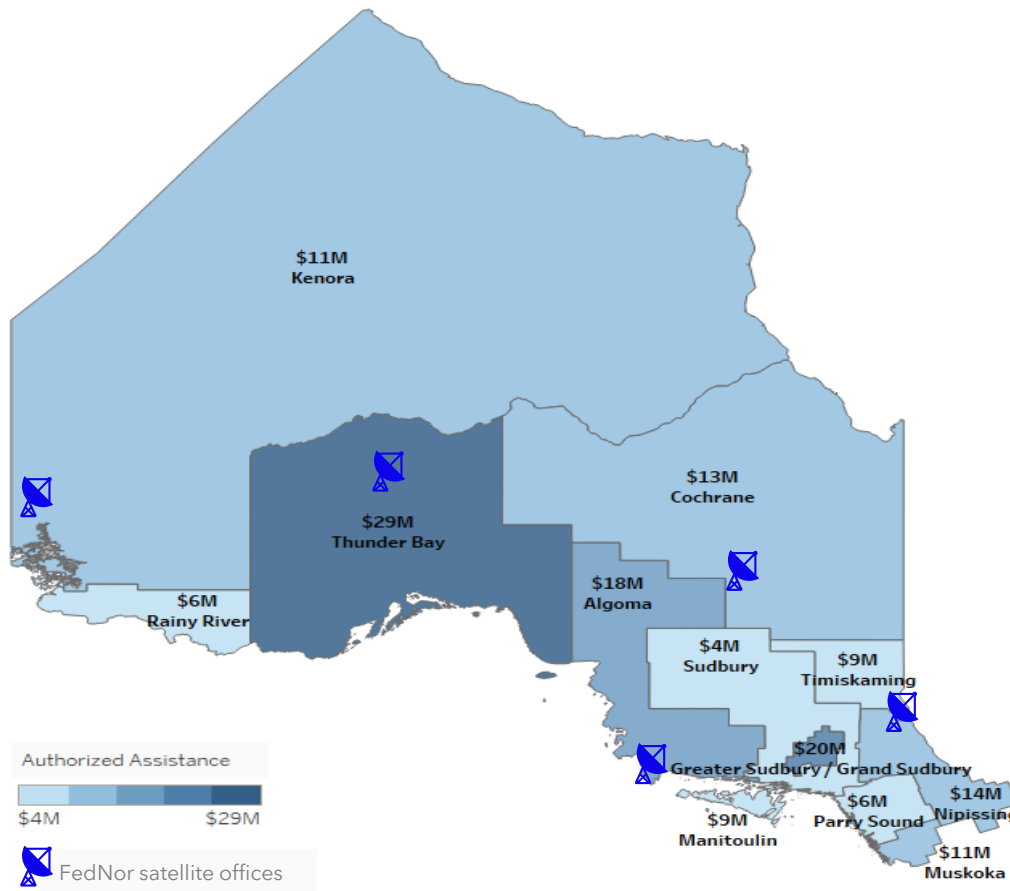 $11M
Kenora
$13M
Cochrane
$29M
Thunder Bay
$18M
Algoma
$6M
Rainy River
$4M
Sudbury
$9M
Timiskaming
$20M
Greater Sudbury / Grand Sudbury
$14M
Nipissing
$6M
Parry Sound
$9M
Manitoulin
$11M
Muskoka
Authorized Assistance
$4M $29M
FedNor satellite offices